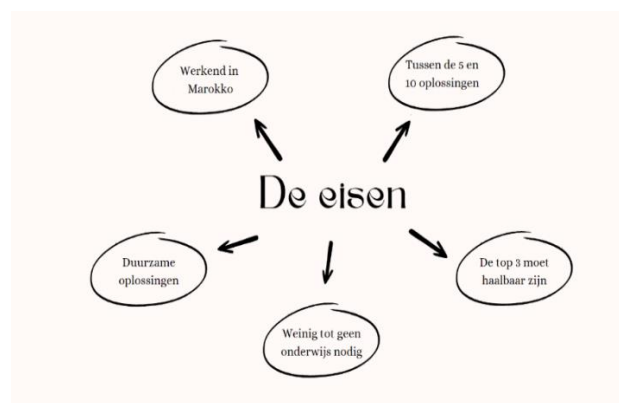 Werkend in
Marokko
Tussen de 5 en
10 oplossingen
De eisen
Duurzame
oplossingen
De top 3 moet
haalbaar zijn
Weinig tot geen
onderwijs nodig